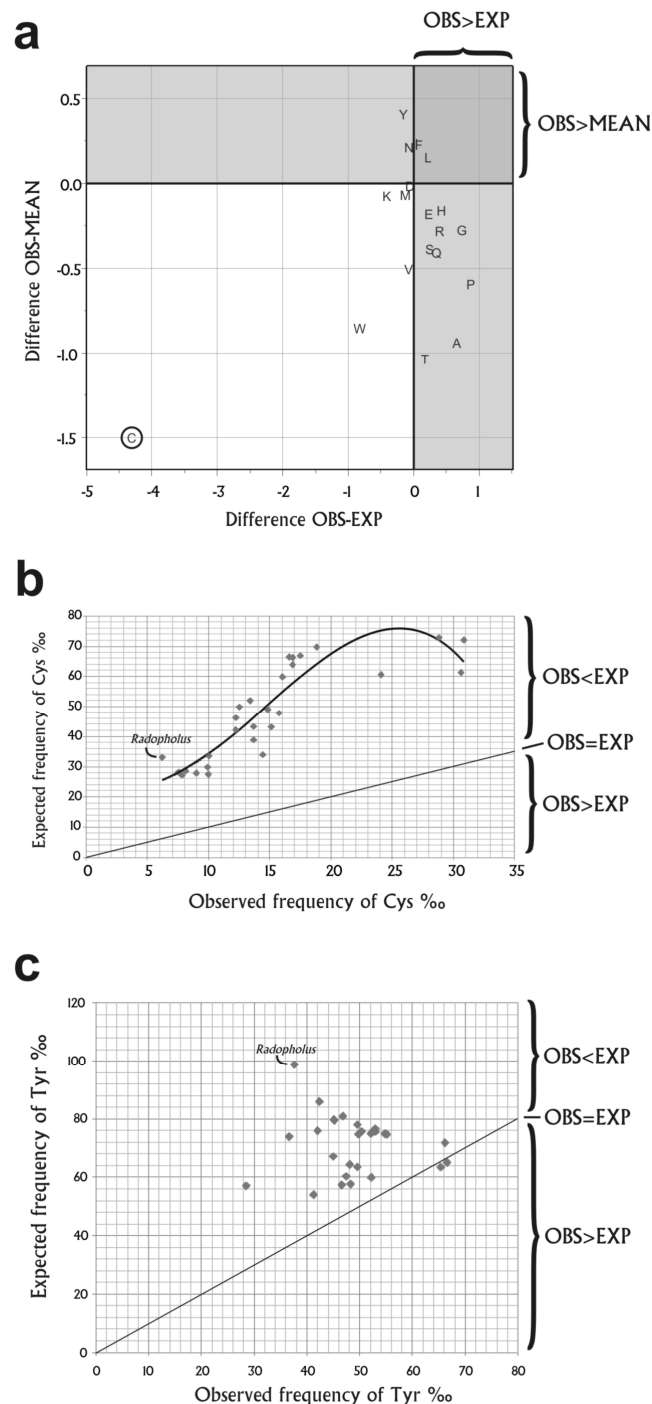 a
OBS>EXP
OBS>MEAN
Difference OBS-MEAN
0.5
0.0
-0.5
-1.0
-1.5
Y
N F
L
D
K M
E H
R G
S Q
V
P
W
A
T
C
-5 -4 -3 -2 -1 0 1
Difference OBS-EXP
b
Expected frequency of Cys ‰
80
70
60
50
40
30
20
10
0
Radopholus
OBS<EXP
OBS=EXP
OBS>EXP
0 5 10 15 20 25 30 35
Observed frequency of Cys ‰
c
Expected frequency of Tyr ‰
120
100
80
60
40
20
0
Radopholus
OBS<EXP
OBS=EXP
OBS>EXP
0 10 20 30 40 50 60 70 80
Observed frequency of Tyr ‰